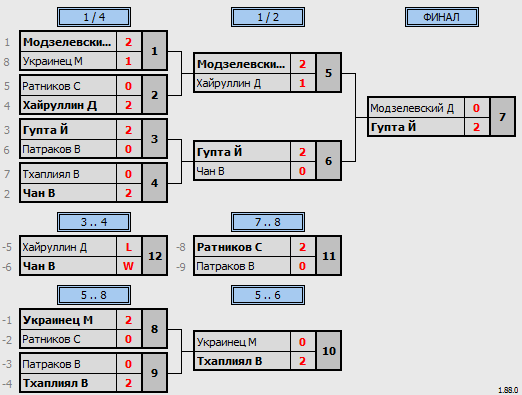 1 / 4 1 / 2 ФИНАЛ
1 Модзелевски... 2 1
8 Украинец М 1
Модзелевски... 2 5
Хайруллин Д 1
5 Ратников С 0 2
4 Хайруллин Д 2
Модзелевский Д 0 7
Гупта Й 2
3 Гупта Й 2 3
6 Патраков В 0
Гупта Й 2 6
Чан В 0
7 Тхаплиял В 0 4
2 Чан В 2
3 .. 4 7 .. 8
-5 Хайруллин Д L 12
-6 Чан В W
-8 Ратников С 2 11
-9 Патраков В 0
5 .. 8 5 .. 6
-1 Украинец М 2 8
-2 Ратников С 0
Украинец М 0 10
Тхаплиял В 2
-3 Патраков В 0 9
-4 Тхаплиял В 2
1.88.0